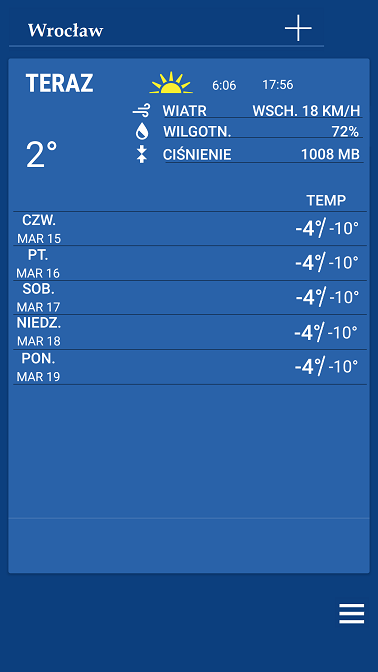 Wrocław
TERAZ
6:06 17:56
WIATR WSCH. 18 KM/H
WILGOTN. 72%
2° CIŚNIENIE 1008 MB
TEMP
CZW.
MAR 15 -4°/-10°
PT.
MAR 16 -4°/-10°
SOB.
MAR 17 -4°/-10°
NIEDZ.
MAR 18 -4°/-10°
PON.
MAR 19 -4°/-10°